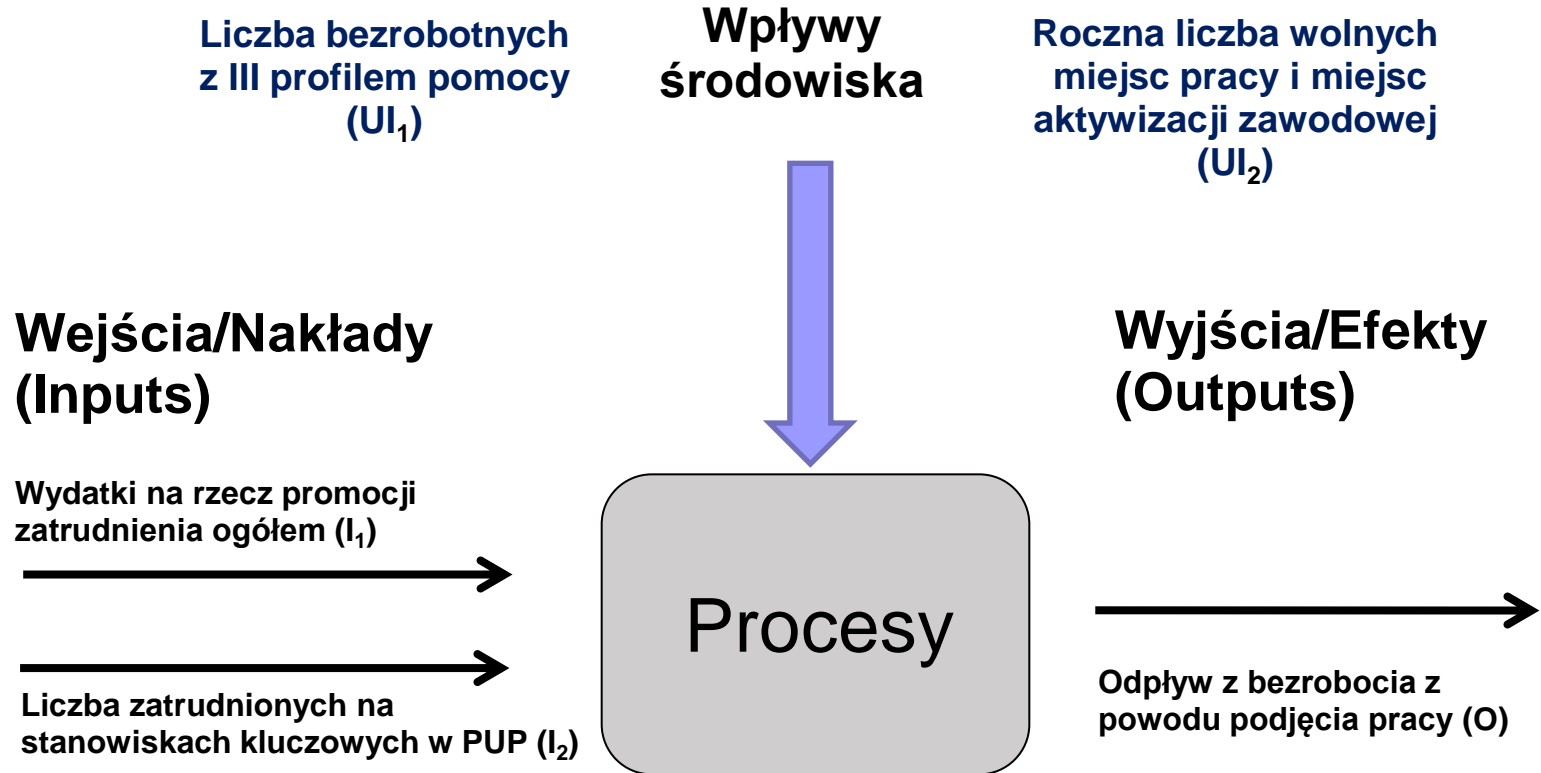 Liczba bezrobotnych
z III profilem pomocy
(UI₁)
Wpływy
środowiska
Roczna liczba wolnych
miejsc pracy i miejsc
aktywizacji zawodowej
(UI₂)
Wejścia/Nakłady
(Inputs)
Wyjścia/Efekty
(Outputs)
Wydatki na rzecz promocji
zatrudnienia ogółem (I₁)
Procesy
Liczba zatrudnionych na
stanowiskach kluczowych w PUP (I₂)
Odpływ z bezrobocia z
powodu podjęcia pracy (O)